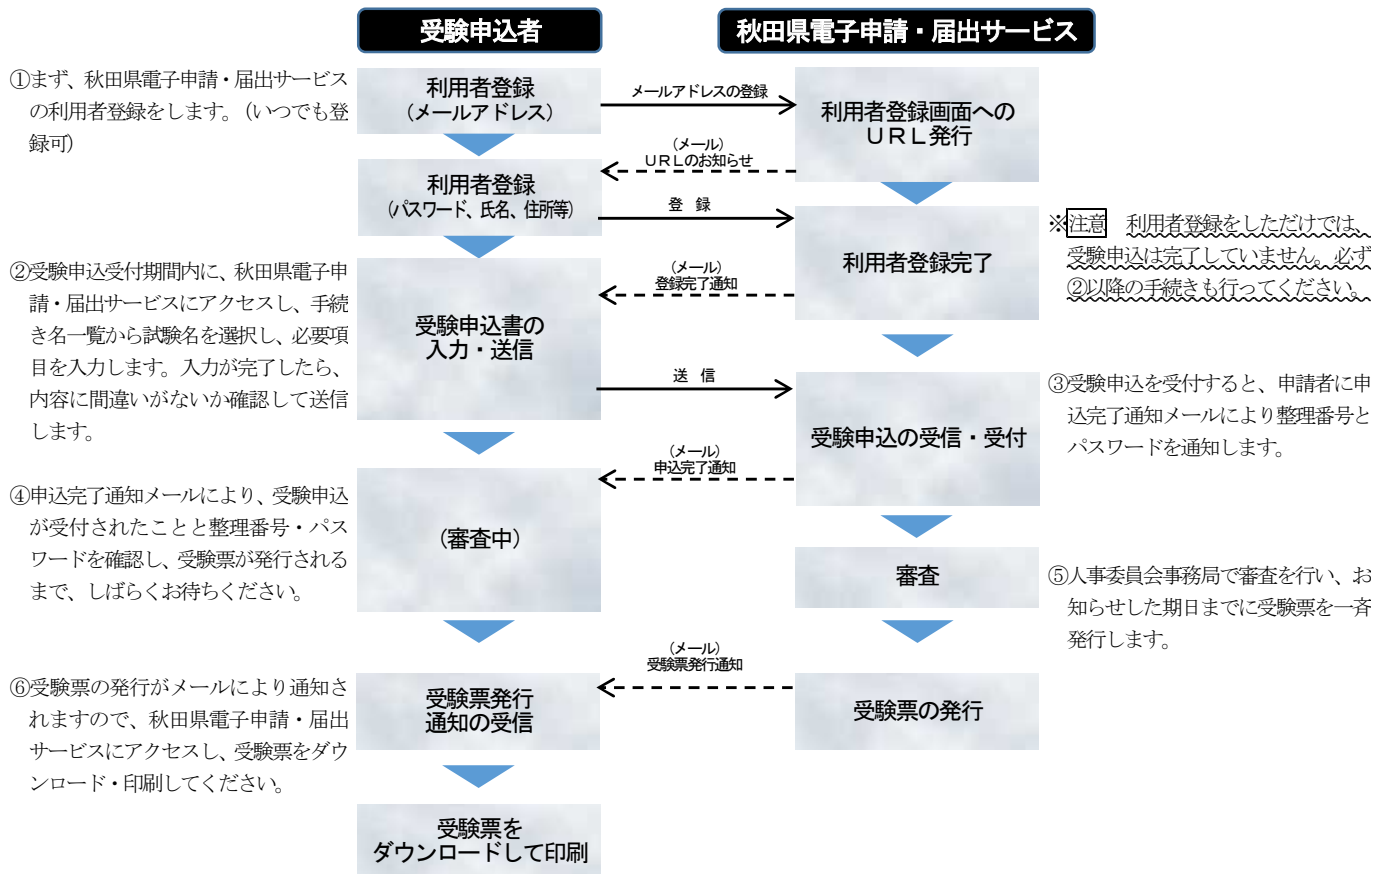 受験申込者
秋田県電子申請・届出サービス
①まず、秋田県電子申請・届出サービス
の利用者登録をします。（いつでも登
録可）
利用者登録
（メールアドレス）
メールアドレスの登録
利用者登録画面への
ＵＲＬ発行
（メール）
ＵＲＬのお知らせ
利用者登録
（パスワード、氏名、住所等）
登　録
利用者登録完了
※注意　利用者登録をしただけでは、
受験申込は完了していません。必ず
②以降の手続きも行ってください。
（メール）
登録完了通知
②受験申込受付期間内に、秋田県電子申
請・届出サービスにアクセスし、手続
き名一覧から試験名を選択し、必要項
目を入力します。入力が完了したら、
内容に間違いがないか確認して送信
します。
受験申込書の
入力・送信
送　信
受験申込の受信・受付
③受験申込を受付すると、申請者に申
込完了通知メールにより整理番号と
パスワードを通知します。
（メール）
申込完了通知
④申込完了通知メールにより、受験申込
が受付されたことと整理番号・パス
ワードを確認し、受験票が発行される
まで、しばらくお待ちください。
（審査中）
審査
⑤人事委員会事務局で審査を行い、お
知らせした期日までに受験票を一斉
発行します。
（メール）
受験票発行通知
⑥受験票の発行がメールにより通知さ
れますので、秋田県電子申請・届出
サービスにアクセスし、受験票をダウ
ンロード・印刷してください。
受験票発行
通知の受信
受験票の発行
受験票を
ダウンロードして印刷